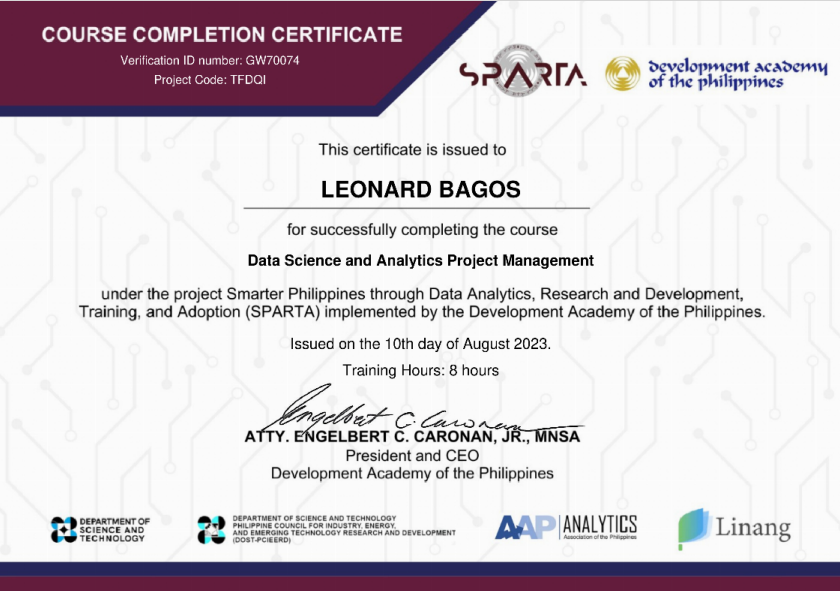 COURSE COMPLETION CERTIFICATE
Verification ID number: GW70074
Project Code: TFDQI
SPARTA
development academy
of the philippines
This certificate is issued to
LEONARD BAGOS
for successfully completing the course
Data Science and Analytics Project Management
under the project Smarter Philippines through Data Analytics, Research and Development,
Training, and Adoption (SPARTA) implemented by the Development Academy of the Philippines.
Issued on the 10th day of August 2023.
Training Hours: 8 hours
Engelbert C. Caronan
ATTY. ENGELBERT C. CARONAN, JR., MNSA
President and CEO
Development Academy of the Philippines
DEPARTMENT OF
SCIENCE AND
TECHNOLOGY
DEPARTMENT OF SCIENCE AND TECHNOLOGY
PHILIPPINE COUNCIL FOR INDUSTRY, ENERGY,
AND EMERGING TECHNOLOGY RESEARCH AND DEVELOPMENT
(DOST-PCIEERD)
AAP ANALYTICS
Association of the Philippines
Linang